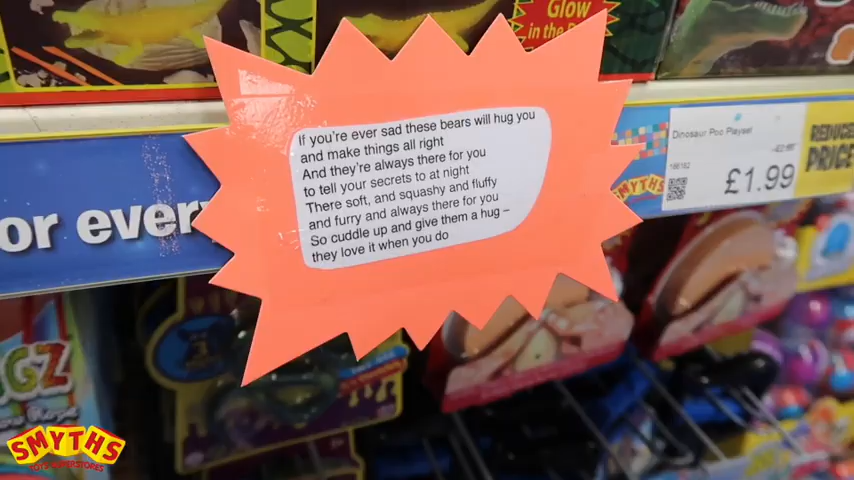 Glow
in the
If you're ever sad these bears will hug you
and make things all right
And they're always there for you
to tell your secrets to at night
There soft, and squashy and fluffy
and furry and always there for you
So cuddle up and give them a hug –
they love it when you do
Dinosaur Poo Playset
£1.99
REDUCED
PRICE
SMYTHS
or every
GZ
SMYTHS
TOYS SUPERSTORES